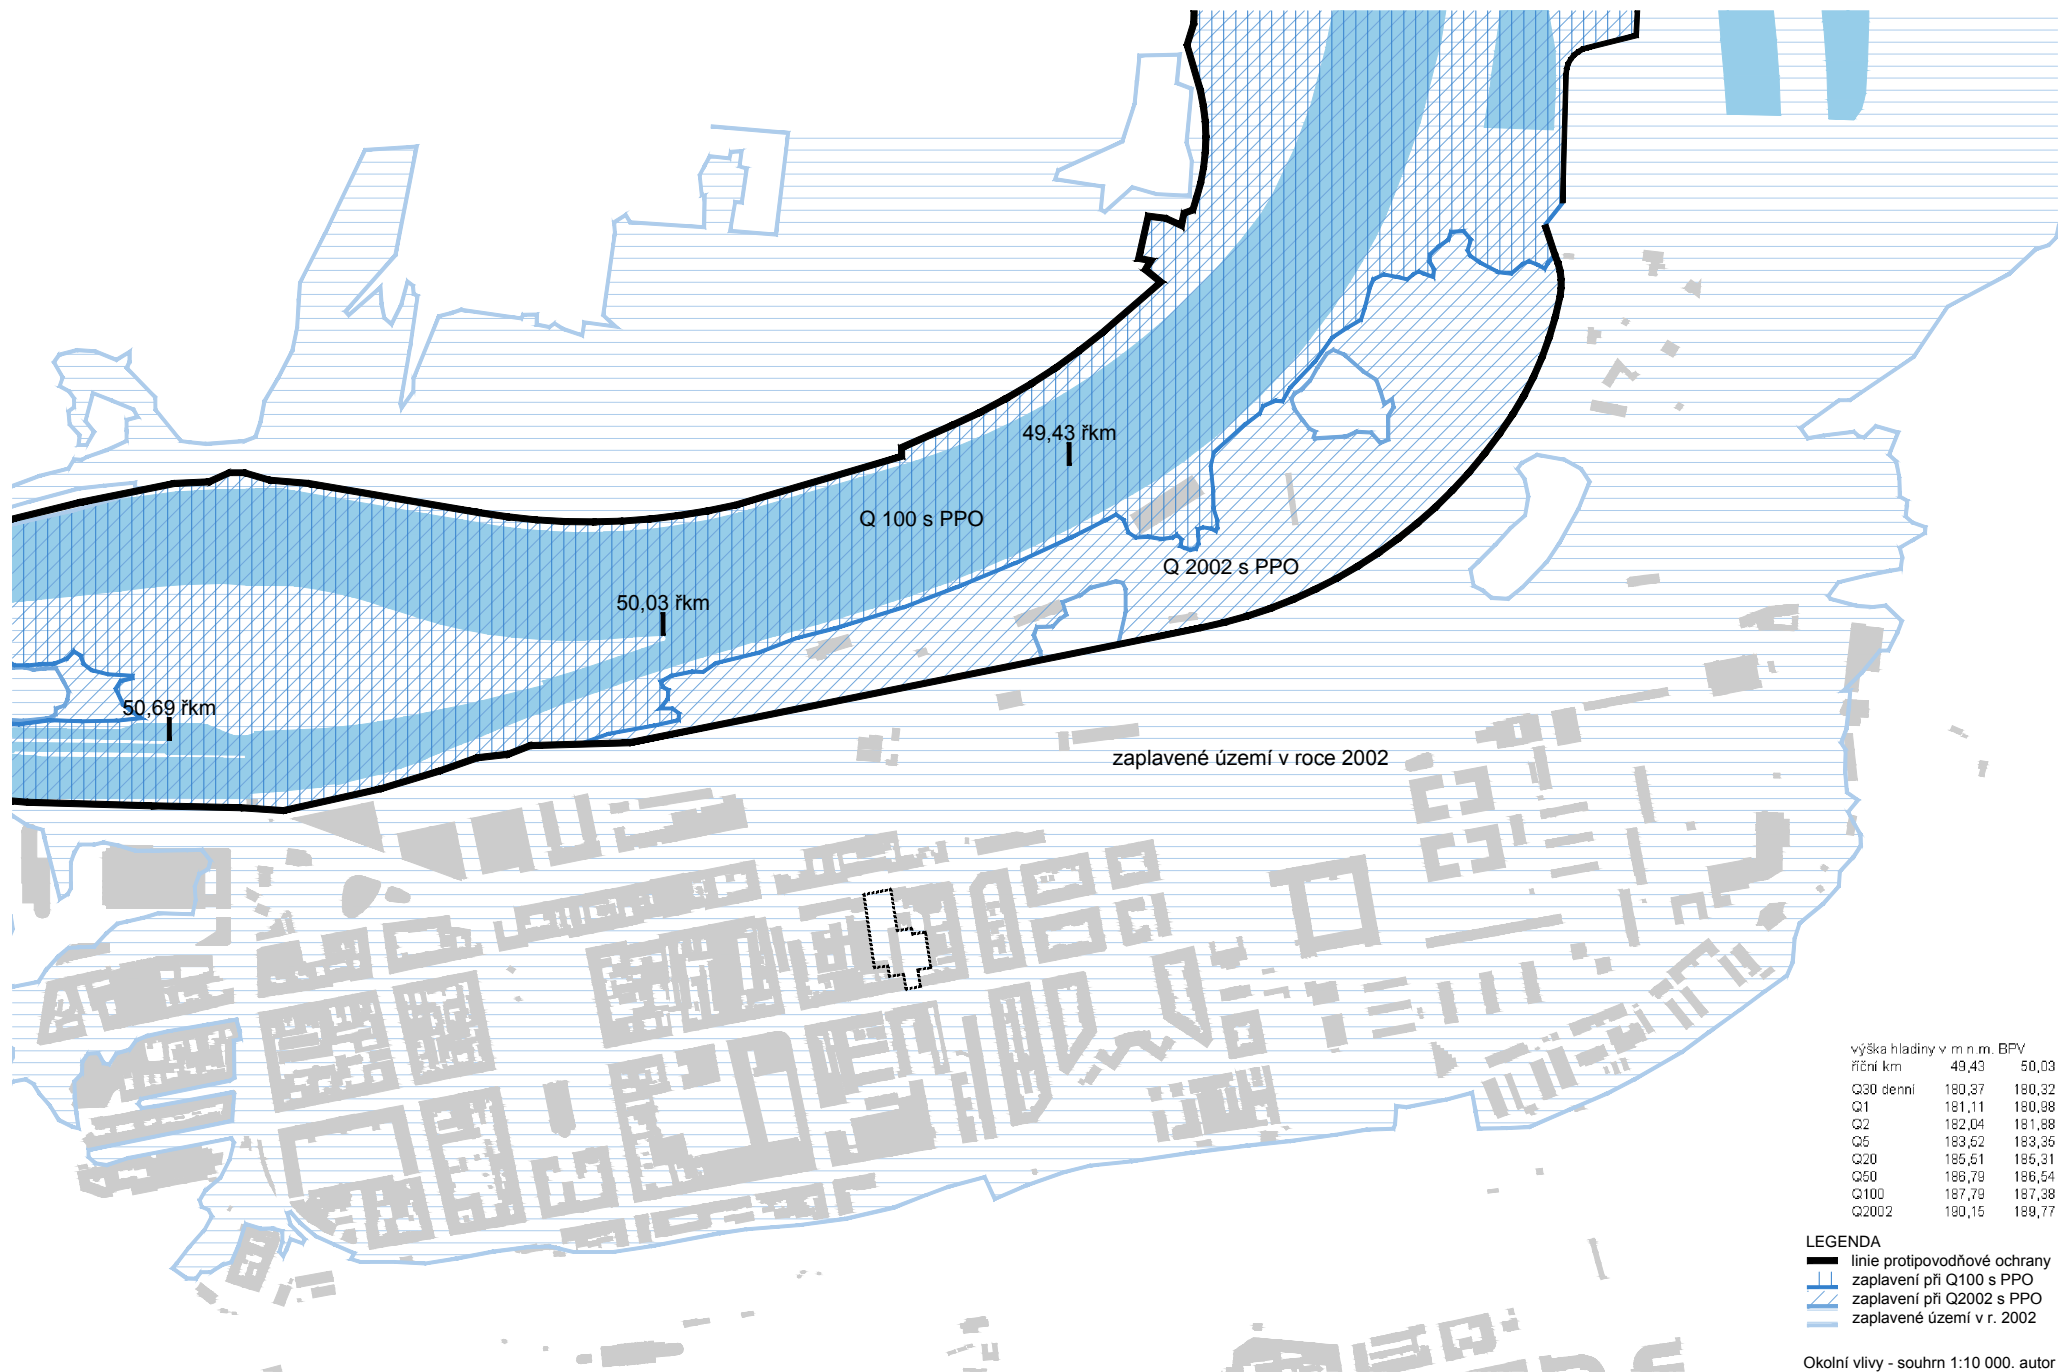 49,43 řkm
Q 100 s PPO
Q 2002 s PPO
50,03 řkm
50,69 řkm
zaplavené území v roce 2002
výška hladiny v m n.m. BPV
říční km 49,43 50,03
Q30 denní 180,37 180,32
Q1 181,11 180,98
Q2 182,04 181,88
Q5 183,52 183,35
Q20 185,51 185,31
Q50 186,79 186,54
Q100 187,79 187,38
Q2002 190,15 189,77
LEGENDA
linie protipovodňové ochrany
zaplavení při Q100 s PPO
zaplavení při Q2002 s PPO
zaplavené území v r. 2002
Okolní vlivy - souhrn 1:10 000. autor